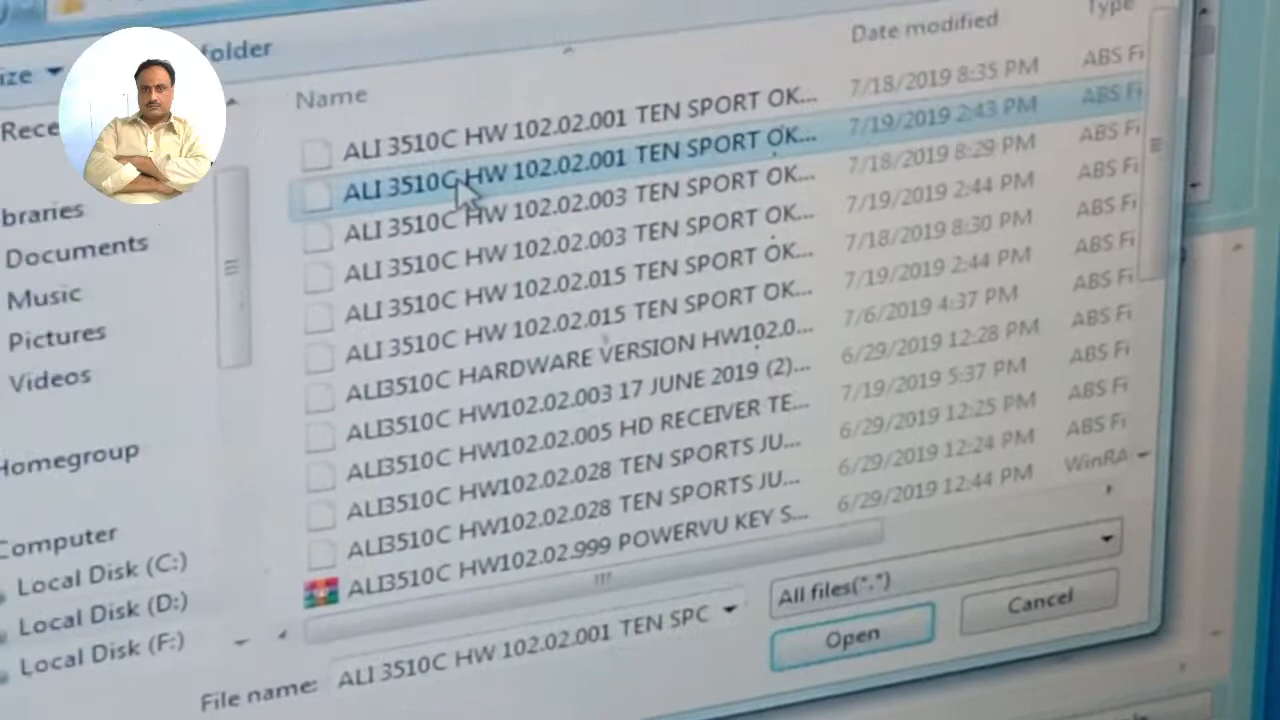 ize
folder
Name
Date modified
Type
Rece
braries
Documents
Music
Pictures
Videos
Homegroup
Computer
Local Disk (C:)
Local Disk (D:)
Local Disk (F:)
ALI 3510C HW 102.02.001 TEN SPORT OK... 7/18/2019 8:35 PM ABS Fi
ALI 3510C HW 102.02.001 TEN SPORT OK... 7/19/2019 2:43 PM ABS Fi
ALI 3510C HW 102.02.003 TEN SPORT OK... 7/18/2019 8:29 PM ABS Fi
ALI 3510C HW 102.02.003 TEN SPORT OK... 7/19/2019 2:44 PM ABS Fi
ALI 3510C HW 102.02.015 TEN SPORT OK... 7/18/2019 8:30 PM ABS Fi
ALI 3510C HW 102.02.015 TEN SPORT OK... 7/19/2019 2:44 PM ABS Fi
ALI3510C HARDWARE VERSION HW102.0... 7/6/2019 4:37 PM ABS Fi
ALI3510C HW102.02.003 17 JUNE 2019 (2)... 6/29/2019 12:28 PM ABS Fi
ALI3510C HW102.02.005 HD RECEIVER TE... 7/19/2019 5:37 PM ABS Fi
ALI3510C HW102.02.028 TEN SPORTS JU... 6/29/2019 12:25 PM ABS Fi
ALI3510C HW102.02.028 TEN SPORTS JU... 6/29/2019 12:24 PM ABS Fi
ALI3510C HW102.02.999 POWERVU KEY S... 6/29/2019 12:44 PM WinRA
File name: ALI 3510C HW 102.02.001 TEN SPC
All files(*.*)
Open
Cancel